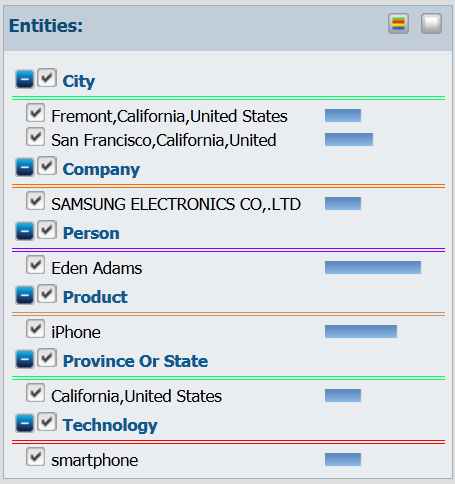 Entities:
City
Fremont,California,United States
San Francisco,California,United
Company
SAMSUNG ELECTRONICS CO,.LTD
Person
Eden Adams
Product
iPhone
Province Or State
California,United States
Technology
smartphone